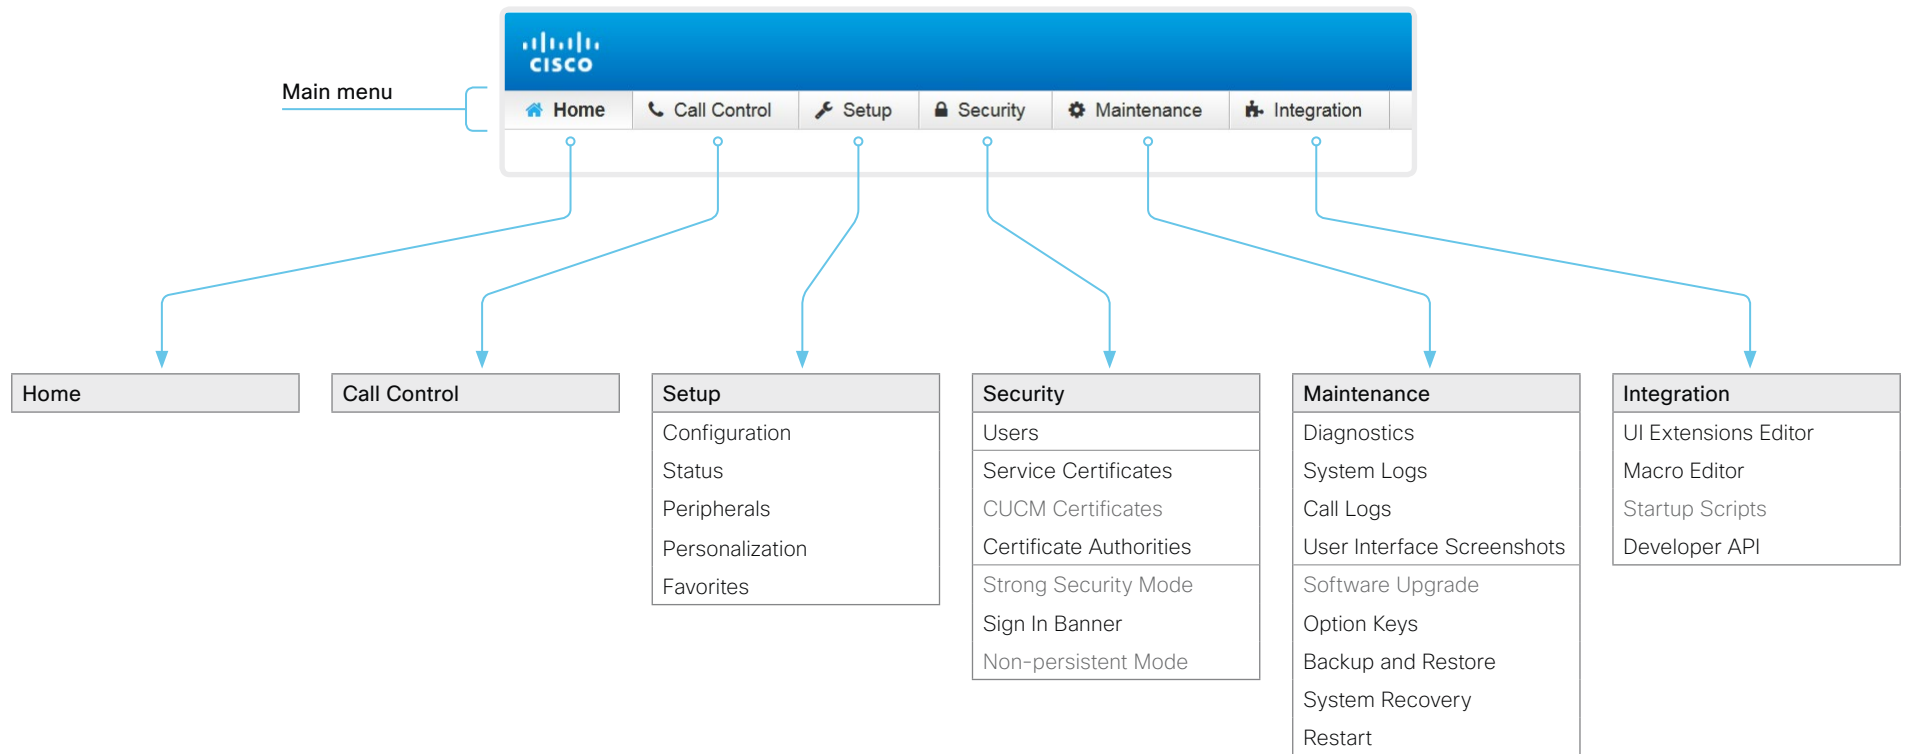 CISCO
Main menu
Home Call Control Setup Security Maintenance Integration
Home
Call Control
Setup
Configuration
Status
Peripherals
Personalization
Favorites
Security
Users
Service Certificates
CUCM Certificates
Certificate Authorities
Strong Security Mode
Sign In Banner
Non-persistent Mode
Maintenance
Diagnostics
System Logs
Call Logs
User Interface Screenshots
Software Upgrade
Option Keys
Backup and Restore
System Recovery
Restart
Integration
UI Extensions Editor
Macro Editor
Startup Scripts
Developer API